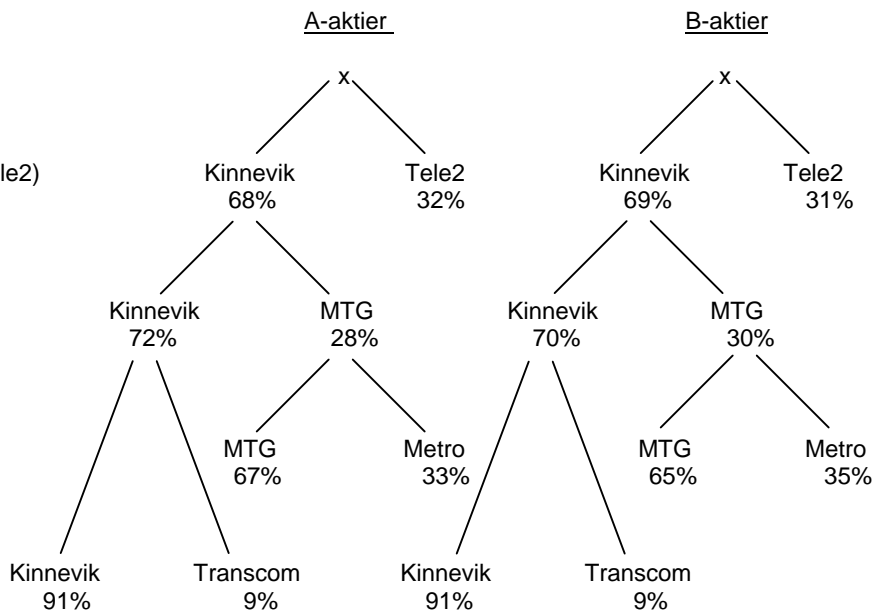 A-aktier B-aktier
x x
le2) Kinnevik Tele2 Kinnevik Tele2
68% 32% 69% 31%
Kinnevik MTG Kinnevik MTG
72% 28% 70% 30%
MTG Metro MTG Metro
67% 33% 65% 35%
Kinnevik Transcom Kinnevik Transcom
91% 9% 91% 9%